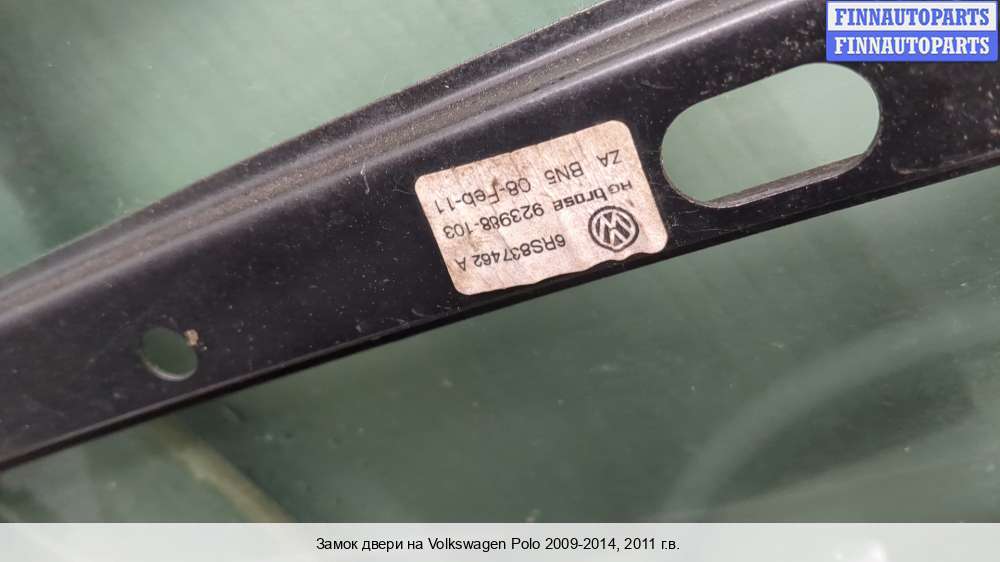 FINNAUTOPARTS
FINNAUTOPARTS
6RS837462 A
HG brose 923988-103
ZA BN5 08-Feb-11
Замок двери на Volkswagen Polo 2009-2014, 2011 г.в.